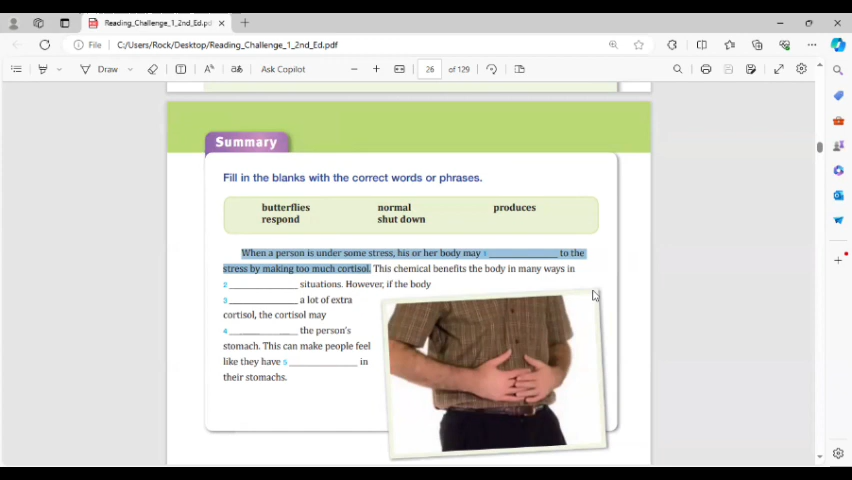 Reading_Challenge_1_2nd_Ed.pdf
File
C:/Users/Rock/Desktop/Reading_Challenge_1_2nd_Ed.pdf
Draw
Ask Copilot
26
of 129
Summary
Fill in the blanks with the correct words or phrases.
butterflies normal produces
respond shut down
When a person is under some stress, his or her body may 1 ______________ to the
stress by making too much cortisol. This chemical benefits the body in many ways in
2 ______________ situations. However, if the body
3 ______________ a lot of extra
cortisol, the cortisol may
4 ______________ the person's
stomach. This can make people feel
like they have 5 ______________ in
their stomachs.